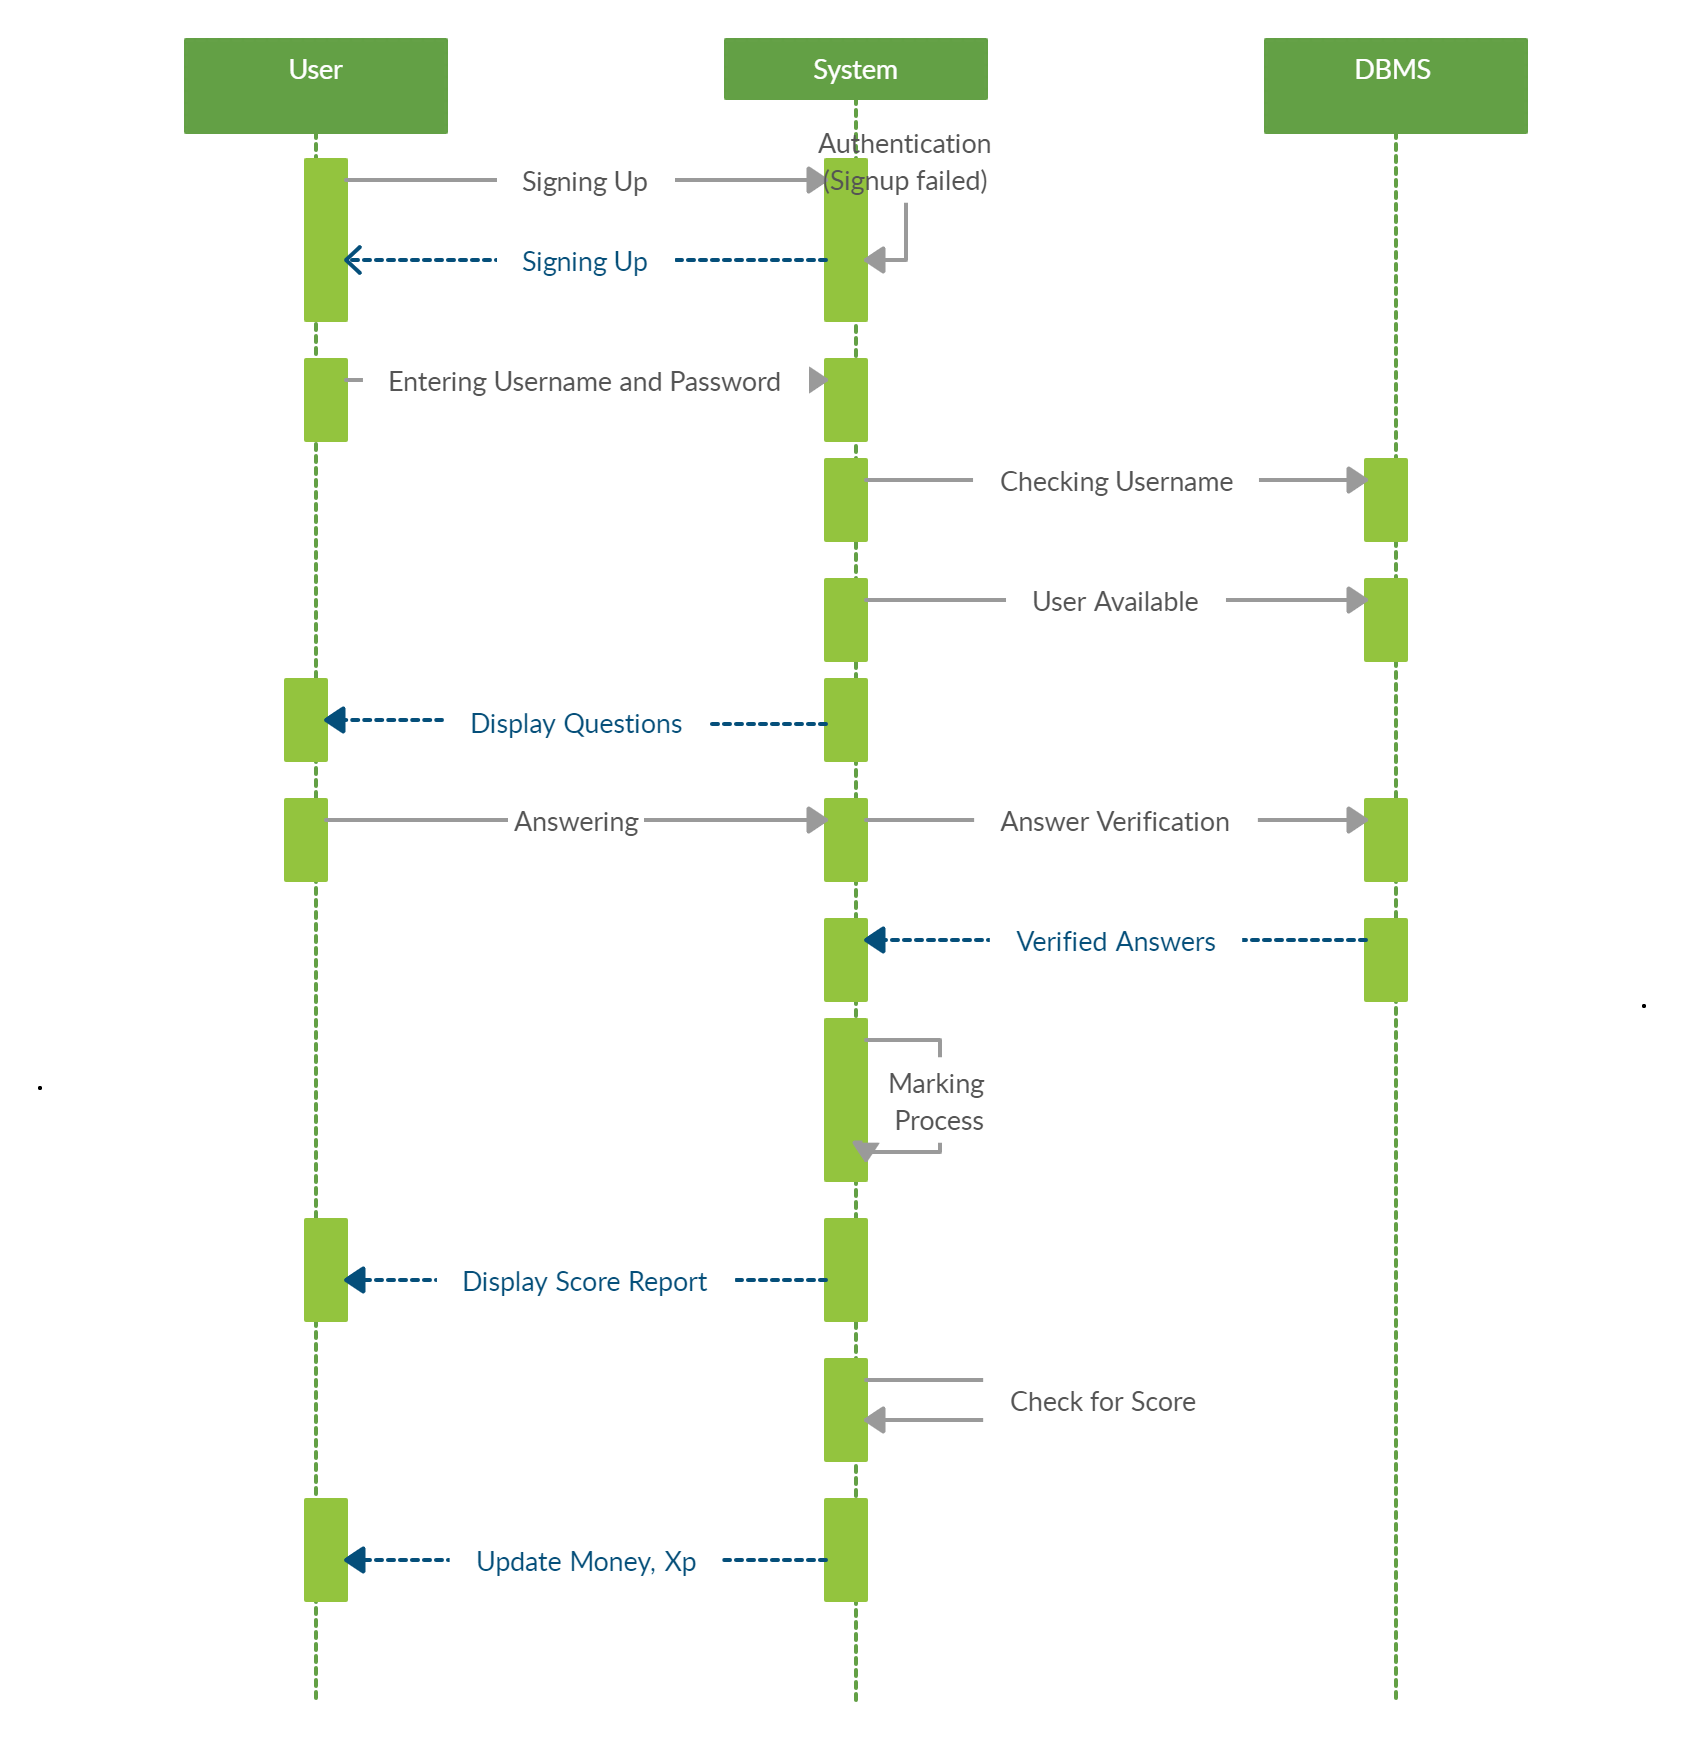 User
System
DBMS
Authentication
(Signup failed)
Signing Up
Signing Up
Entering Username and Password
Checking Username
User Available
Display Questions
Answering
Answer Verification
Verified Answers
Marking
Process
Display Score Report
Check for Score
Update Money, Xp